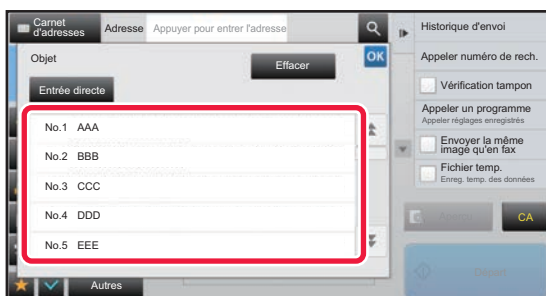 Carnet d'adresses
Adresse
Appuyer pour entrer l'adresse
Objet
Effacer
OK
Entrée directe
No.1 AAA
No.2 BBB
No.3 CCC
No.4 DDD
No.5 EEE
Autres
Historique d'envoi
Appeler numéro de rech.
Vérification tampon
Appeler un programme
Appeler réglages enregistrés
Envoyer la même
image qu'en fax
Fichier temp.
Enreg. temp. des données
Aperçu
CA
Départ